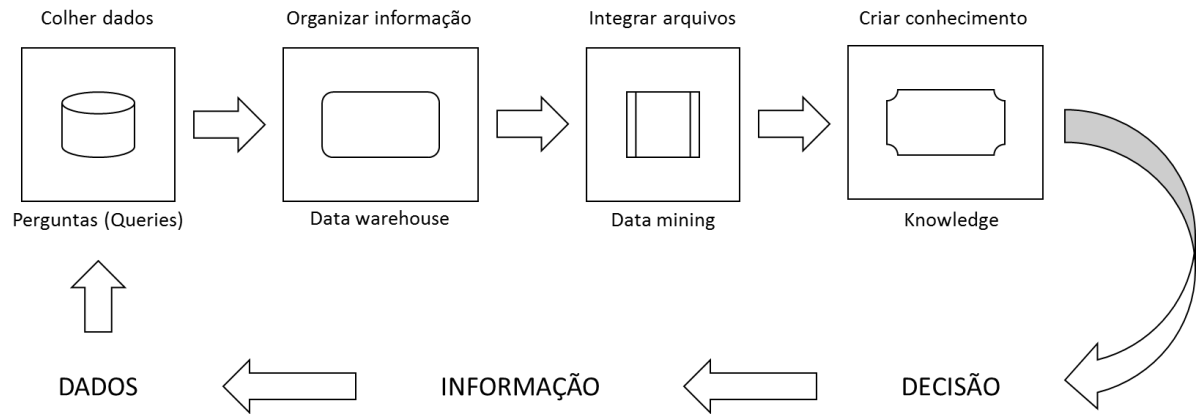 Colher dados
Organizar informação
Integrar arquivos
Criar conhecimento
Perguntas (Queries)
Data warehouse
Data mining
Knowledge
DADOS
INFORMAÇÃO
DECISÃO